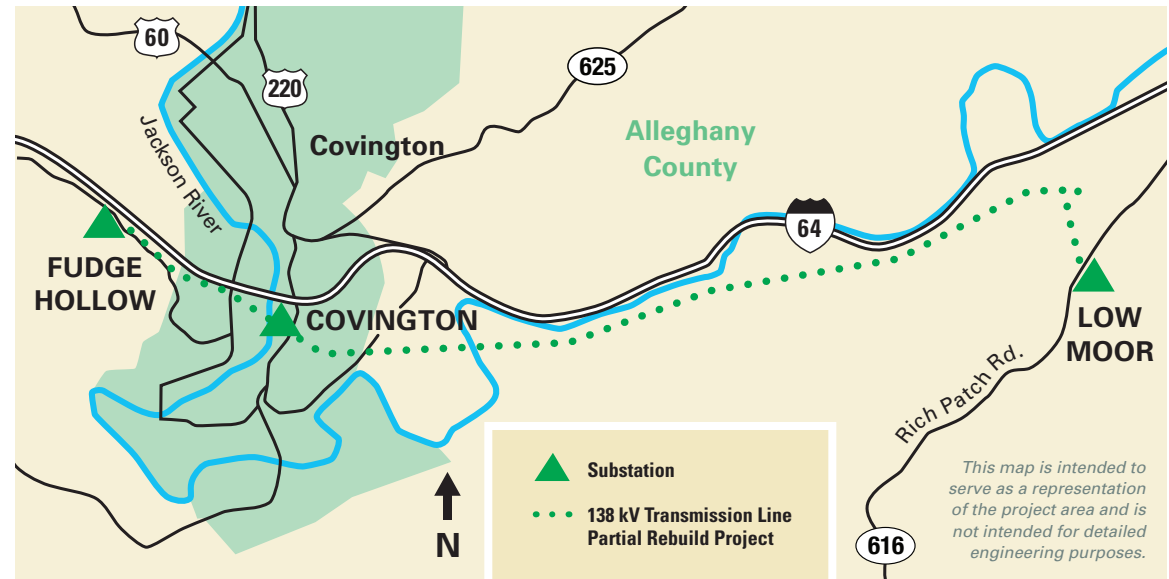 60
220
625
Jackson River
Covington
Alleghany
County
64
FUDGE
HOLLOW
COVINGTON
LOW
MOOR
Rich Patch Rd.
616
N
Substation
138 kV Transmission Line
Partial Rebuild Project
This map is intended to
serve as a representation
of the project area and is
not intended for detailed
engineering purposes.